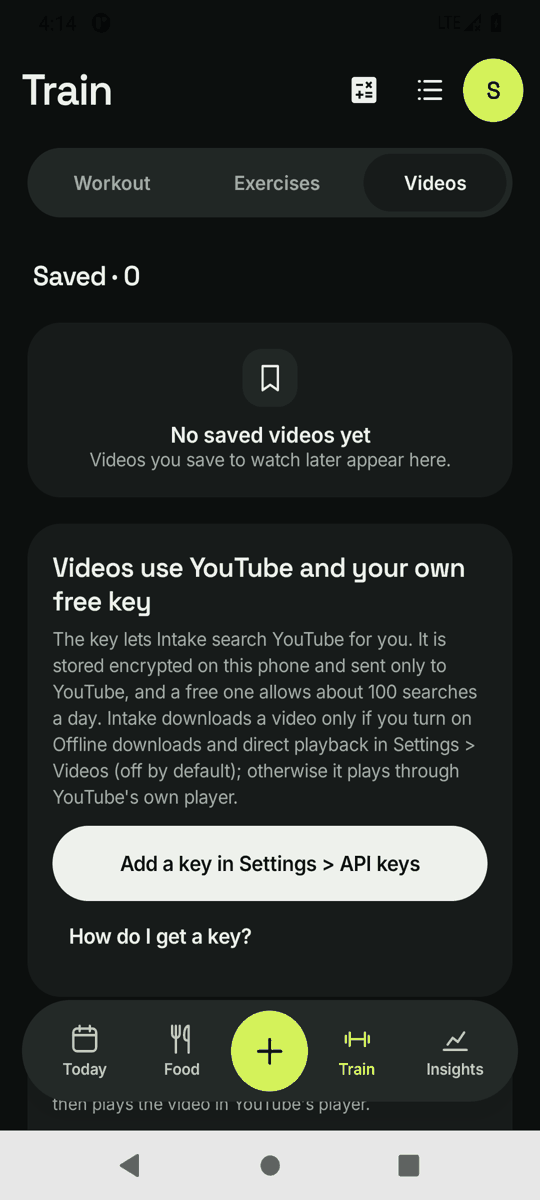 4:14
LTE
Train
S
Workout
Exercises
Videos
Saved · 0
No saved videos yet
Videos you save to watch later appear here.
Videos use YouTube and your own
free key
The key lets Intake search YouTube for you. It is
stored encrypted on this phone and sent only to
YouTube, and a free one allows about 100 searches
a day. Intake downloads a video only if you turn on
Offline downloads and direct playback in Settings >
Videos (off by default); otherwise it plays through
YouTube's own player.
Add a key in Settings > API keys
How do I get a key?
Today
Food
Train
Insights
then plays the video in YouTube's player.